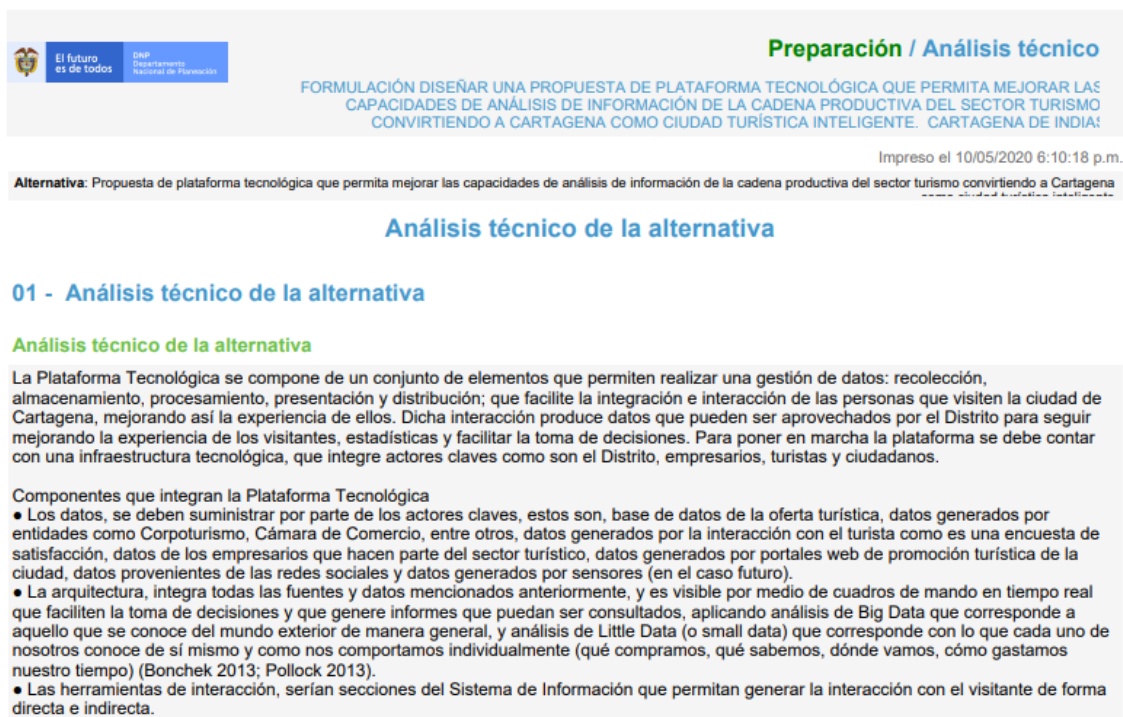 El futuro
es de todos
DNP
Departamento
Nacional de Planeación
Preparación / Análisis técnico
FORMULACIÓN DISEÑAR UNA PROPUESTA DE PLATAFORMA TECNOLÓGICA QUE PERMITA MEJORAR LAS
CAPACIDADES DE ANÁLISIS DE INFORMACIÓN DE LA CADENA PRODUCTIVA DEL SECTOR TURISMO
CONVIRTIENDO A CARTAGENA COMO CIUDAD TURÍSTICA INTELIGENTE. CARTAGENA DE INDIAS
Impreso el 10/05/2020 6:10:18 p.m.
Alternativa: Propuesta de plataforma tecnológica que permita mejorar las capacidades de análisis de información de la cadena productiva del sector turismo convirtiendo a Cartagena
como ciudad turística inteligente
Análisis técnico de la alternativa
01 - Análisis técnico de la alternativa
Análisis técnico de la alternativa
La Plataforma Tecnológica se compone de un conjunto de elementos que permiten realizar una gestión de datos: recolección,
almacenamiento, procesamiento, presentación y distribución; que facilite la integración e interacción de las personas que visiten la ciudad de
Cartagena, mejorando así la experiencia de ellos. Dicha interacción produce datos que pueden ser aprovechados por el Distrito para seguir
mejorando la experiencia de los visitantes, estadísticas y facilitar la toma de decisiones. Para poner en marcha la plataforma se debe contar
con una infraestructura tecnológica, que integre actores claves como son el Distrito, empresarios, turistas y ciudadanos.
Componentes que integran la Plataforma Tecnológica
● Los datos, se deben suministrar por parte de los actores claves, estos son, base de datos de la oferta turística, datos generados por
entidades como Corpoturismo, Cámara de Comercio, entre otros, datos generados por la interacción con el turista como es una encuesta de
satisfacción, datos de los empresarios que hacen parte del sector turístico, datos generados por portales web de promoción turística de la
ciudad, datos provenientes de las redes sociales y datos generados por sensores (en el caso futuro).
● La arquitectura, integra todas las fuentes y datos mencionados anteriormente, y es visible por medio de cuadros de mando en tiempo real
que faciliten la toma de decisiones y que genere informes que puedan ser consultados, aplicando análisis de Big Data que corresponde a
aquello que se conoce del mundo exterior de manera general, y análisis de Little Data (o small data) que corresponde con lo que cada uno de
nosotros conoce de sí mismo y como nos comportamos individualmente (qué compramos, qué sabemos, dónde vamos, cómo gastamos
nuestro tiempo) (Bonchek 2013; Pollock 2013).
● Las herramientas de interacción, serían secciones del Sistema de Información que permitan generar la interacción con el visitante de forma
directa e indirecta.